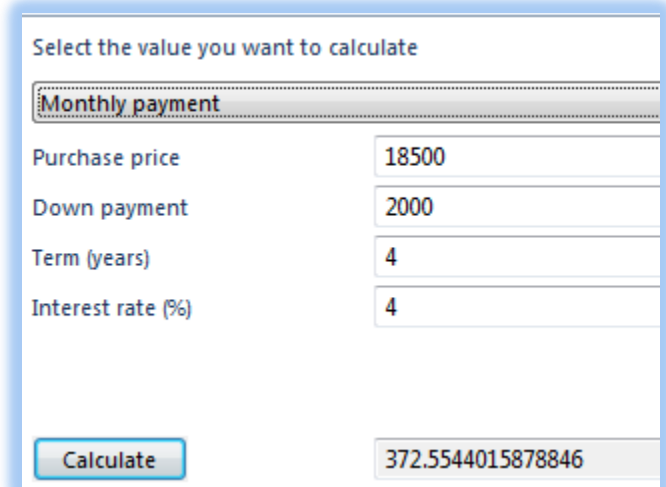 Select the value you want to calculate
Monthly payment
Purchase price 18500
Down payment 2000
Term (years) 4
Interest rate (%) 4
Calculate 372.5544015878846